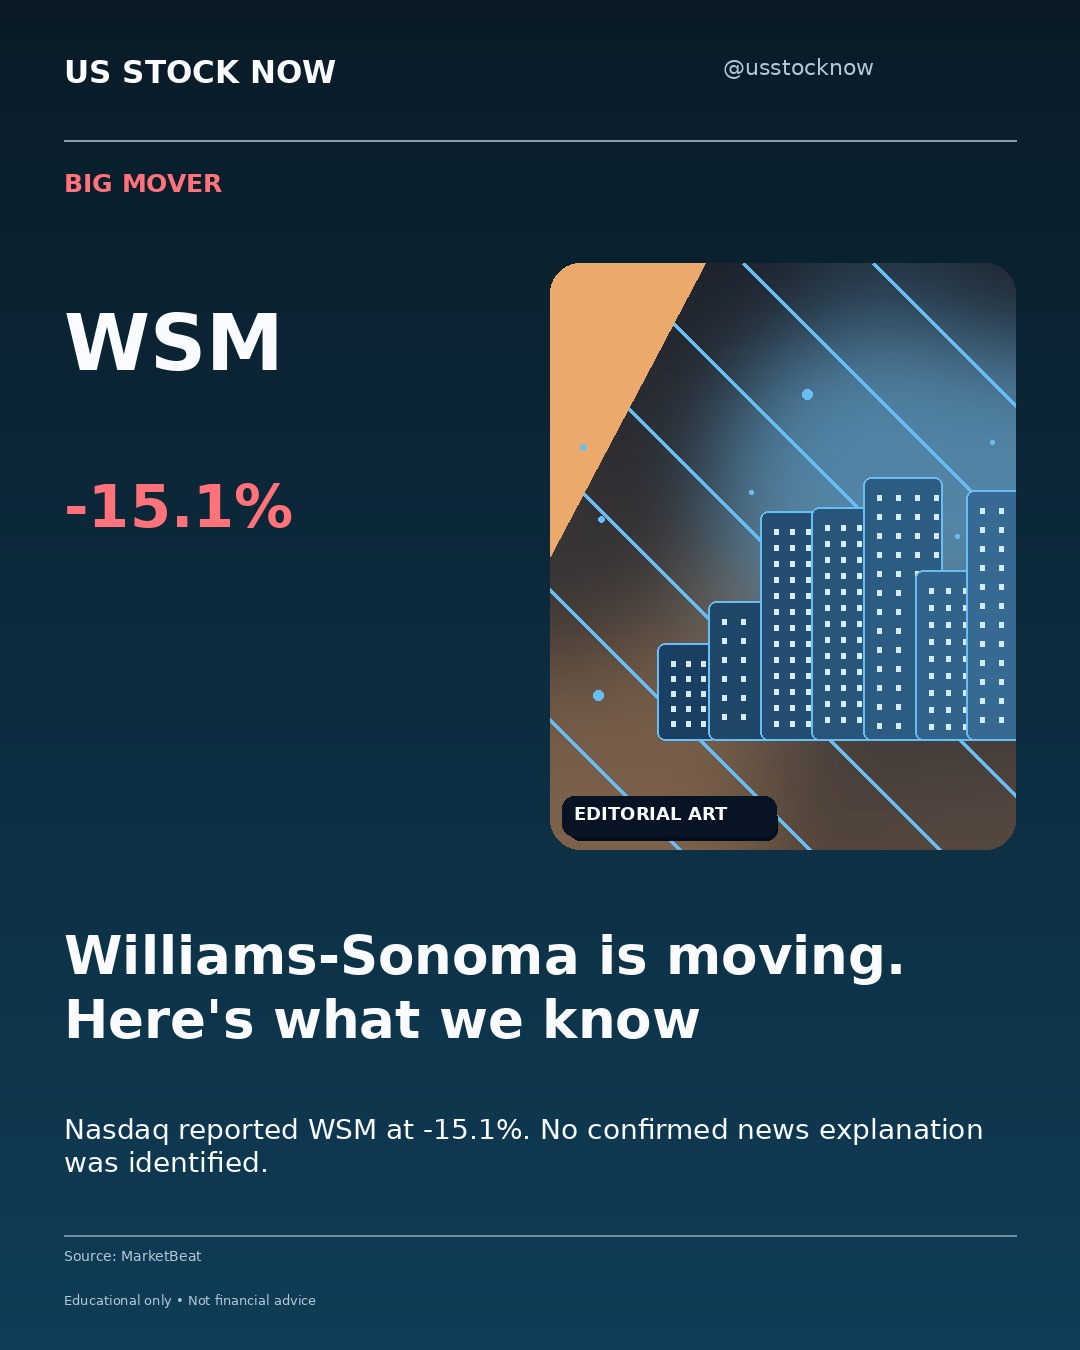 US STOCK NOW
@usstocknow
BIG MOVER
WSM
-15.1%
EDITORIAL ART
Williams-Sonoma is moving.
Here's what we know
Nasdaq reported WSM at -15.1%. No confirmed news explanation
was identified.
Source: MarketBeat
Educational only • Not financial advice